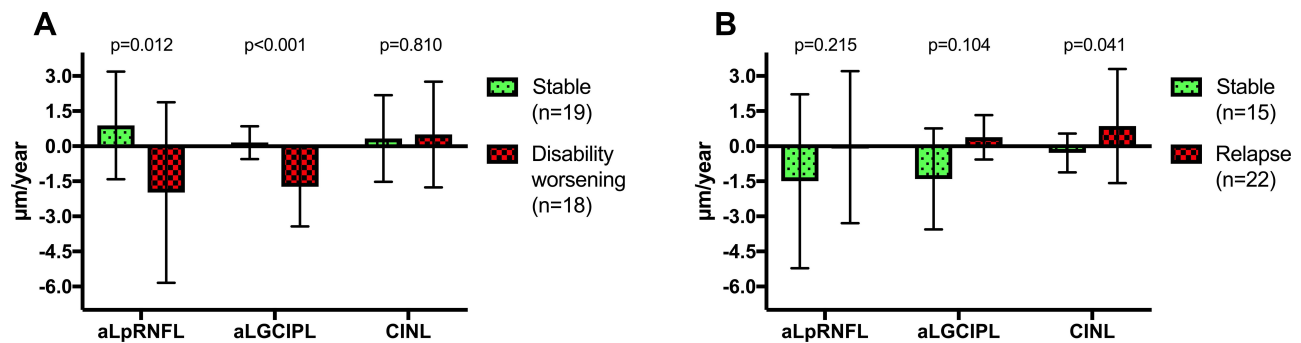 A
p=0.012
p<0.001
p=0.810
3.0
1.5
0.0
-1.5
-3.0
-4.5
-6.0
µm/year
aLpRNFL
aLGCIPL
CINL
Stable
(n=19)
Disability
worsening
(n=18)
B
p=0.215
p=0.104
p=0.041
3.0
1.5
0.0
-1.5
-3.0
-4.5
-6.0
µm/year
aLpRNFL
aLGCIPL
CINL
Stable
(n=15)
Relapse
(n=22)